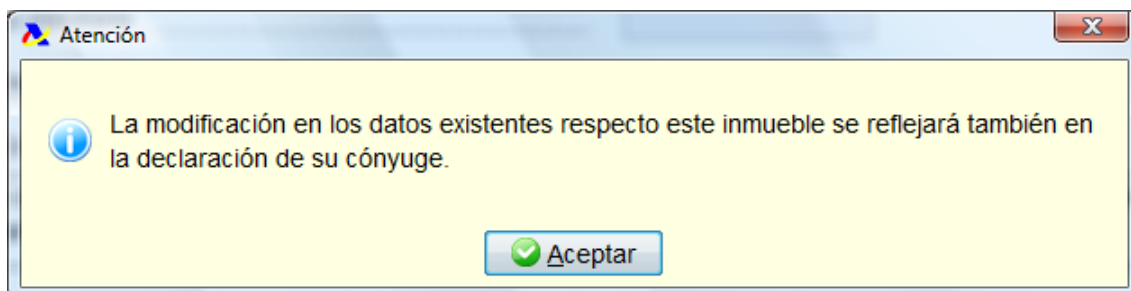 Atención
La modificación en los datos existentes respecto este inmueble se reflejará también en
la declaración de su cónyuge.
Aceptar